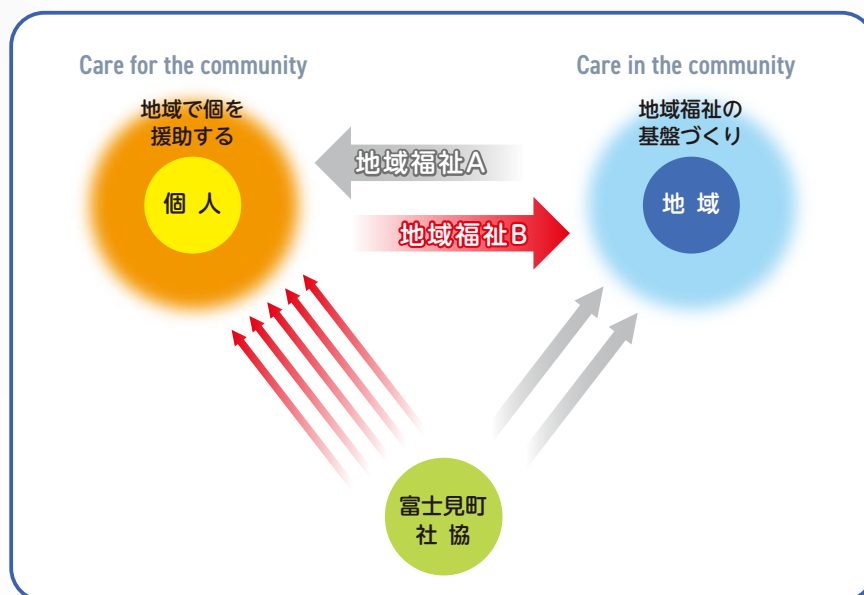 Care for the community
Care in the community
地域で個を
援助する
地域福祉の
基盤づくり
地域福祉A
個 人
地 域
地域福祉B
富士見町
社 協